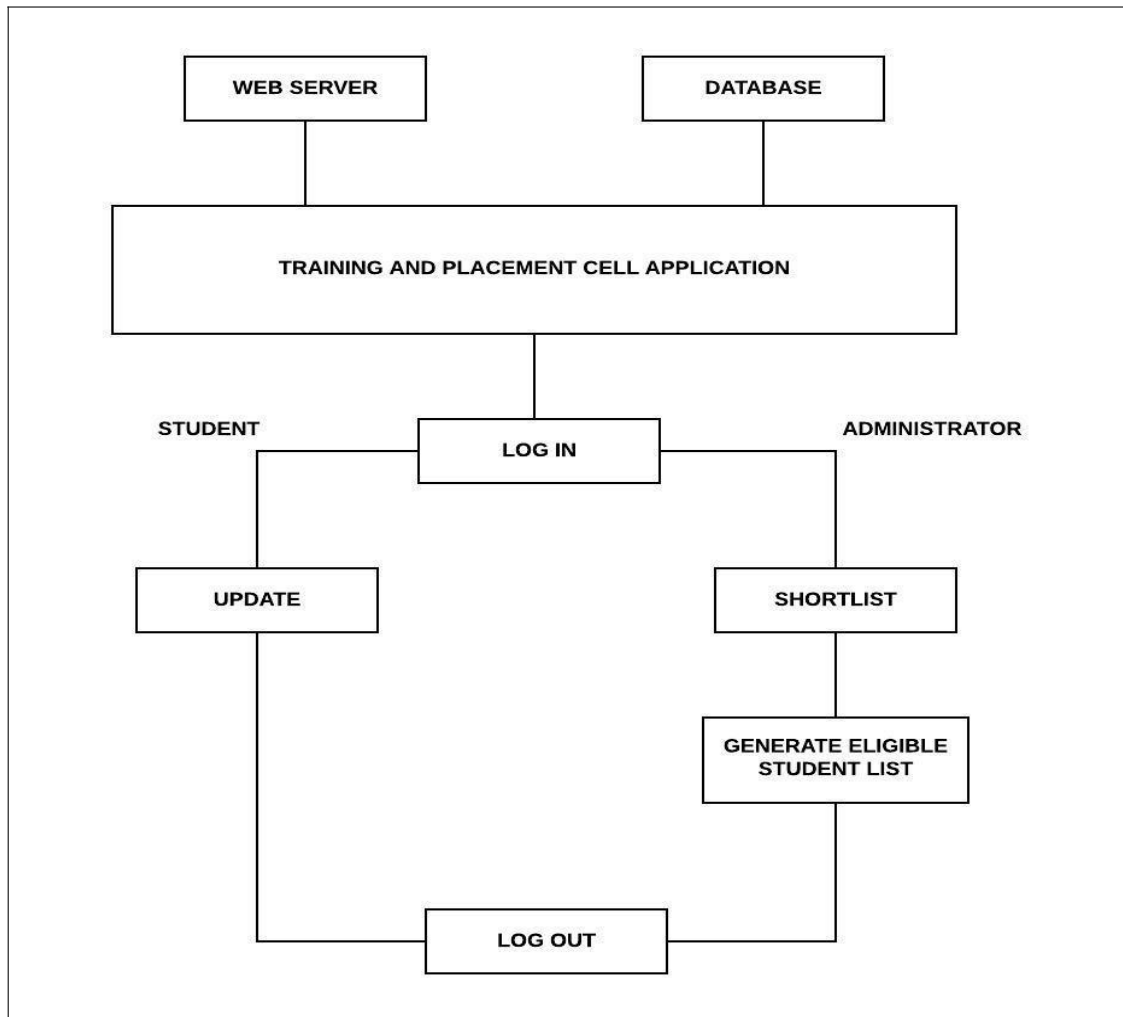 WEB SERVER
DATABASE
TRAINING AND PLACEMENT CELL APPLICATION
STUDENT
ADMINISTRATOR
LOG IN
UPDATE
SHORTLIST
GENERATE ELIGIBLE
STUDENT LIST
LOG OUT